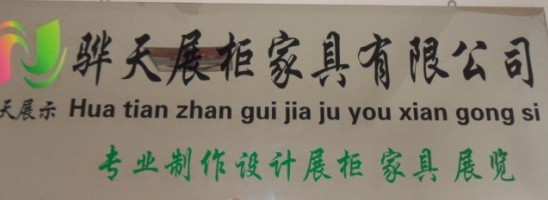 骅天展柜家具有限公司
天展示 Hua tian zhan gui jia ju you xian gong si
专业制作设计展柜 家具 展览